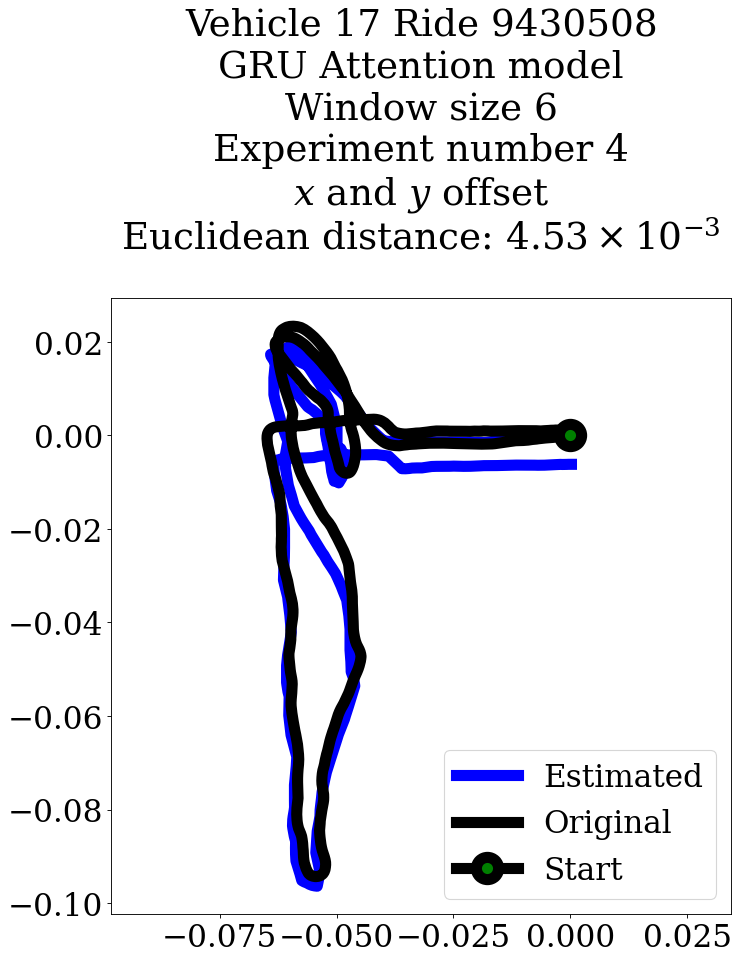 Vehicle 17 Ride 9430508
GRU Attention model
Window size 6
Experiment number 4
x and y offset
Euclidean distance: 4.53 × 10⁻³
0.02
0.00
−0.02
−0.04
−0.06
−0.08
−0.10
Estimated
Original
Start
−0.075 −0.050 −0.025 0.000 0.025